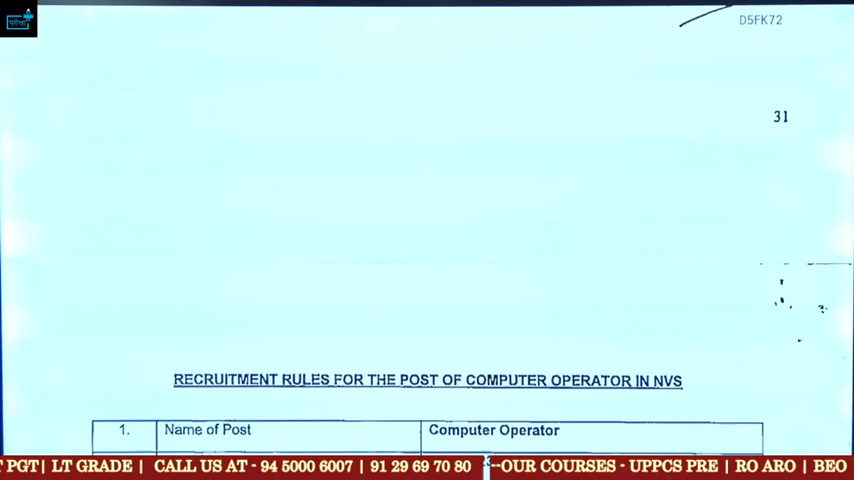 परीक्षा
D5FK72
31
RECRUITMENT RULES FOR THE POST OF COMPUTER OPERATOR IN NVS
1. Name of Post Computer Operator
T PGT| LT GRADE | CALL US AT - 94 5000 6007 | 91 29 69 70 80 --OUR COURSES - UPPCS PRE | RO ARO | BEO